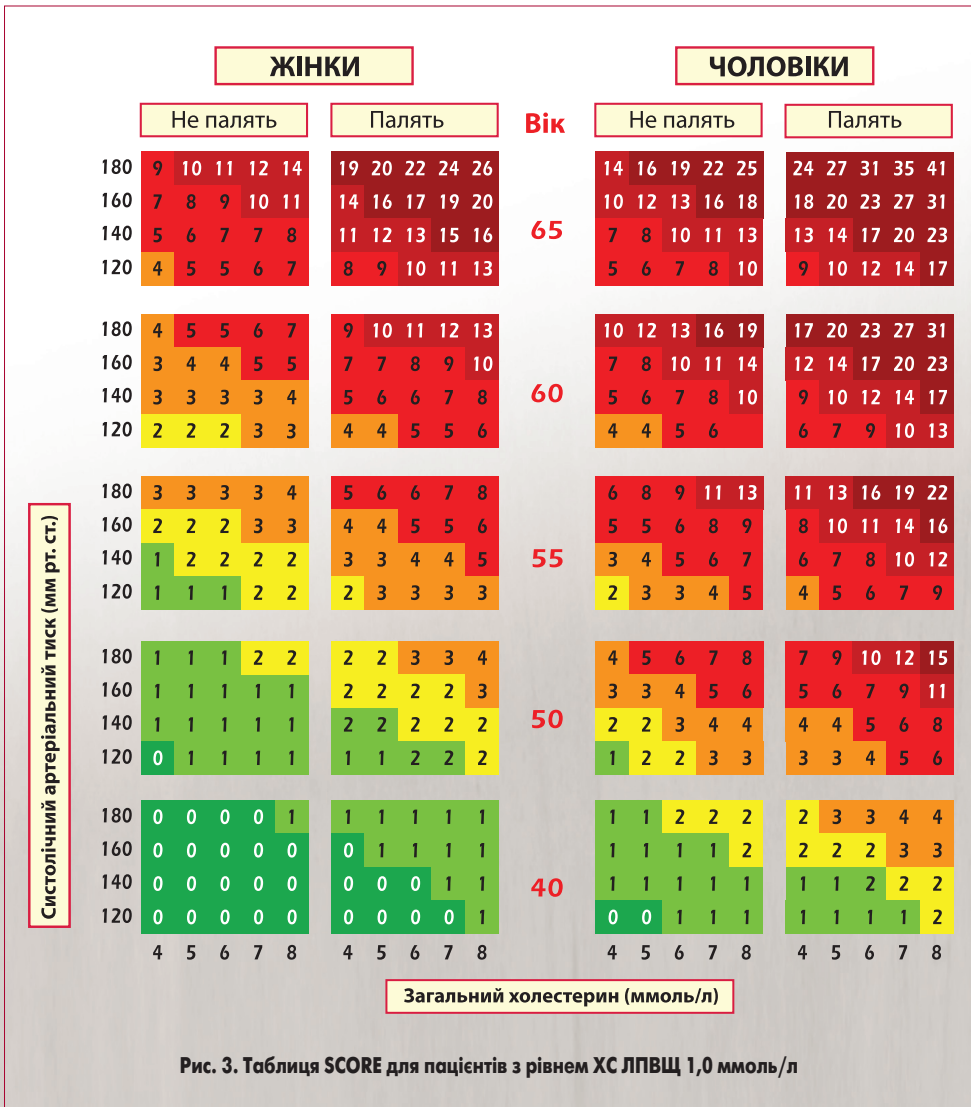 ЖІНКИ ЧОЛОВІКИ
Не палять Палять Вік Не палять Палять
180 9 10 11 12 14 19 20 22 24 26 14 16 19 22 25 24 27 31 35 41
160 7 8 9 10 11 14 16 17 19 20 10 12 13 16 18 18 20 23 27 31
65
140 5 6 7 7 8 11 12 13 15 16 7 8 10 11 13 13 14 17 20 23
120 4 5 5 6 7 8 9 10 11 13 5 6 7 8 10 9 10 12 14 17
180 4 5 5 6 7 9 10 11 12 13 10 12 13 16 19 17 20 23 27 31
160 3 4 4 5 5 7 7 8 9 10 7 8 10 11 14 12 14 17 20 23
60
140 3 3 3 3 4 5 6 6 7 8 5 6 7 8 10 9 10 12 14 17
120 2 2 2 3 3 4 4 5 5 6 4 4 5 6 6 7 9 10 13
180 3 3 3 3 4 5 6 6 7 8 6 8 9 11 13 11 13 16 19 22
160 2 2 2 3 3 4 4 5 5 6 5 5 6 8 9 8 10 11 14 16
55
140 1 2 2 2 2 3 3 4 4 5 3 4 5 6 7 6 7 8 10 12
120 1 1 1 2 2 2 3 3 3 3 2 3 3 4 5 4 5 6 7 9
180 1 1 1 2 2 2 2 3 3 4 4 5 6 7 8 7 9 10 12 15
160 1 1 1 1 1 2 2 2 2 3 3 3 4 5 6 5 6 7 9 11
50
140 1 1 1 1 1 2 2 2 2 2 2 2 3 4 4 4 4 5 6 8
120 0 1 1 1 1 1 1 2 2 2 1 2 2 3 3 3 3 4 5 6
180 0 0 0 0 1 1 1 1 1 1 1 1 2 2 2 2 3 3 4 4
160 0 0 0 0 0 0 1 1 1 1 1 1 1 1 2 2 2 2 3 3
40
140 0 0 0 0 0 0 0 0 1 1 1 1 1 1 1 1 1 2 2 2
120 0 0 0 0 0 0 0 0 0 1 0 0 1 1 1 1 1 1 1 2
4 5 6 7 8 4 5 6 7 8 4 5 6 7 8 4 5 6 7 8
Систолічний артеріальний тиск (мм рт. ст.)
Загальний холестерин (ммоль/л)
Рис. 3. Таблиця SCORE для пацієнтів з рівнем ХС ЛПВЩ 1,0 ммоль/л